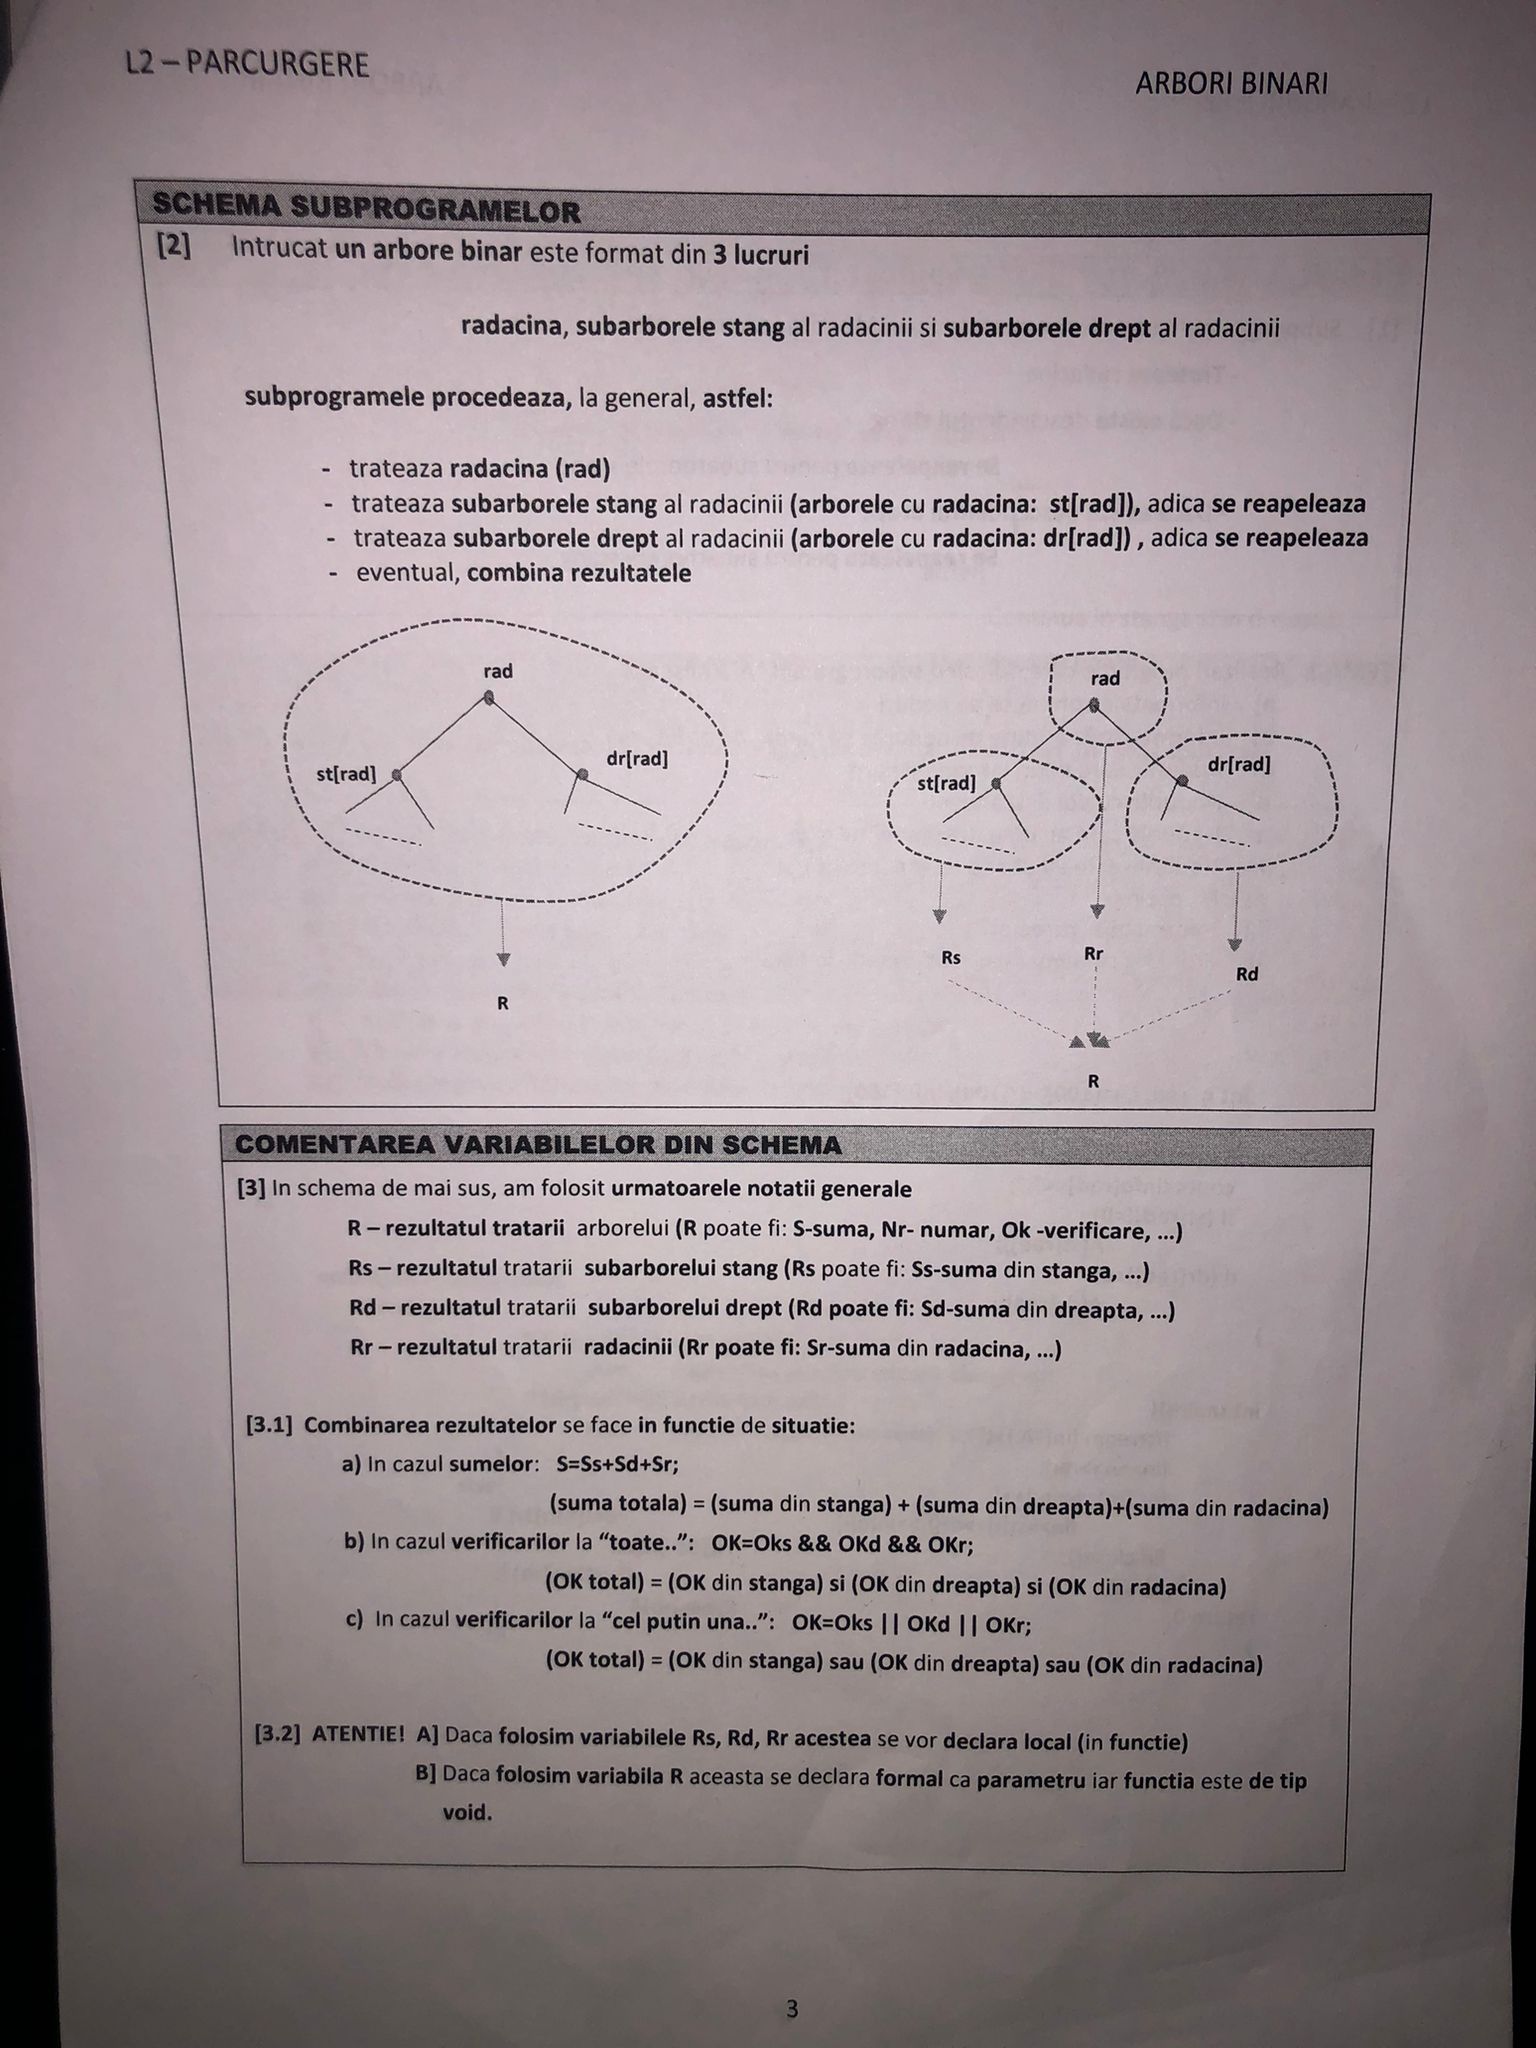 L2 – PARCURGERE
ARBORI BINARI
SCHEMA SUBPROGRAMELOR
[2] Intrucat un arbore binar este format din 3 lucruri
radacina, subarborele stang al radacinii si subarborele drept al radacinii
subprogramele procedeaza, la general, astfel:
- trateaza radacina (rad)
- trateaza subarborele stang al radacinii (arborele cu radacina: st[rad]), adica se reapeleaza
- trateaza subarborele drept al radacinii (arborele cu radacina: dr[rad]) , adica se reapeleaza
- eventual, combina rezultatele
rad
st[rad]
dr[rad]
R
rad
st[rad]
dr[rad]
Rs
Rr
Rd
R
COMENTAREA VARIABILELOR DIN SCHEMA
[3] In schema de mai sus, am folosit urmatoarele notatii generale
R – rezultatul tratarii arborelui (R poate fi: S-suma, Nr- numar, Ok -verificare, ...)
Rs – rezultatul tratarii subarborelui stang (Rs poate fi: Ss-suma din stanga, ...)
Rd – rezultatul tratarii subarborelui drept (Rd poate fi: Sd-suma din dreapta, ...)
Rr – rezultatul tratarii radacinii (Rr poate fi: Sr-suma din radacina, ...)
[3.1] Combinarea rezultatelor se face in functie de situatie:
a) In cazul sumelor: S=Ss+Sd+Sr;
(suma totala) = (suma din stanga) + (suma din dreapta)+(suma din radacina)
b) In cazul verificarilor la “toate..”: OK=Oks && OKd && OKr;
(OK total) = (OK din stanga) si (OK din dreapta) si (OK din radacina)
c) In cazul verificarilor la “cel putin una..”: OK=Oks || OKd || OKr;
(OK total) = (OK din stanga) sau (OK din dreapta) sau (OK din radacina)
[3.2] ATENTIE! A] Daca folosim variabilele Rs, Rd, Rr acestea se vor declara local (in functie)
B] Daca folosim variabila R aceasta se declara formal ca parametru iar functia este de tip
void.
3